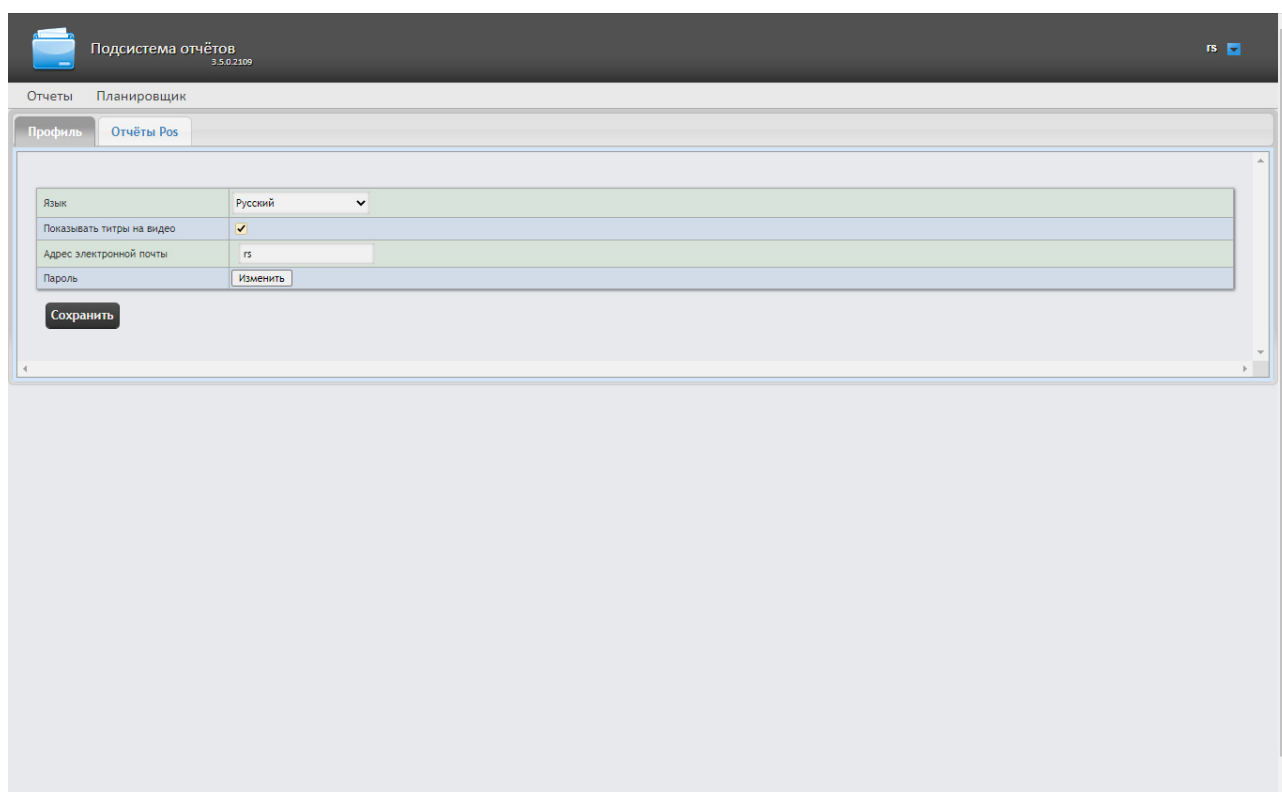 Подсистема отчётов
3.5.0.2109
rs
Отчеты Планировщик
Профиль Отчёты Pos
Язык Русский
Показывать титры на видео
Адрес электронной почты rs
Пароль Изменить
Сохранить